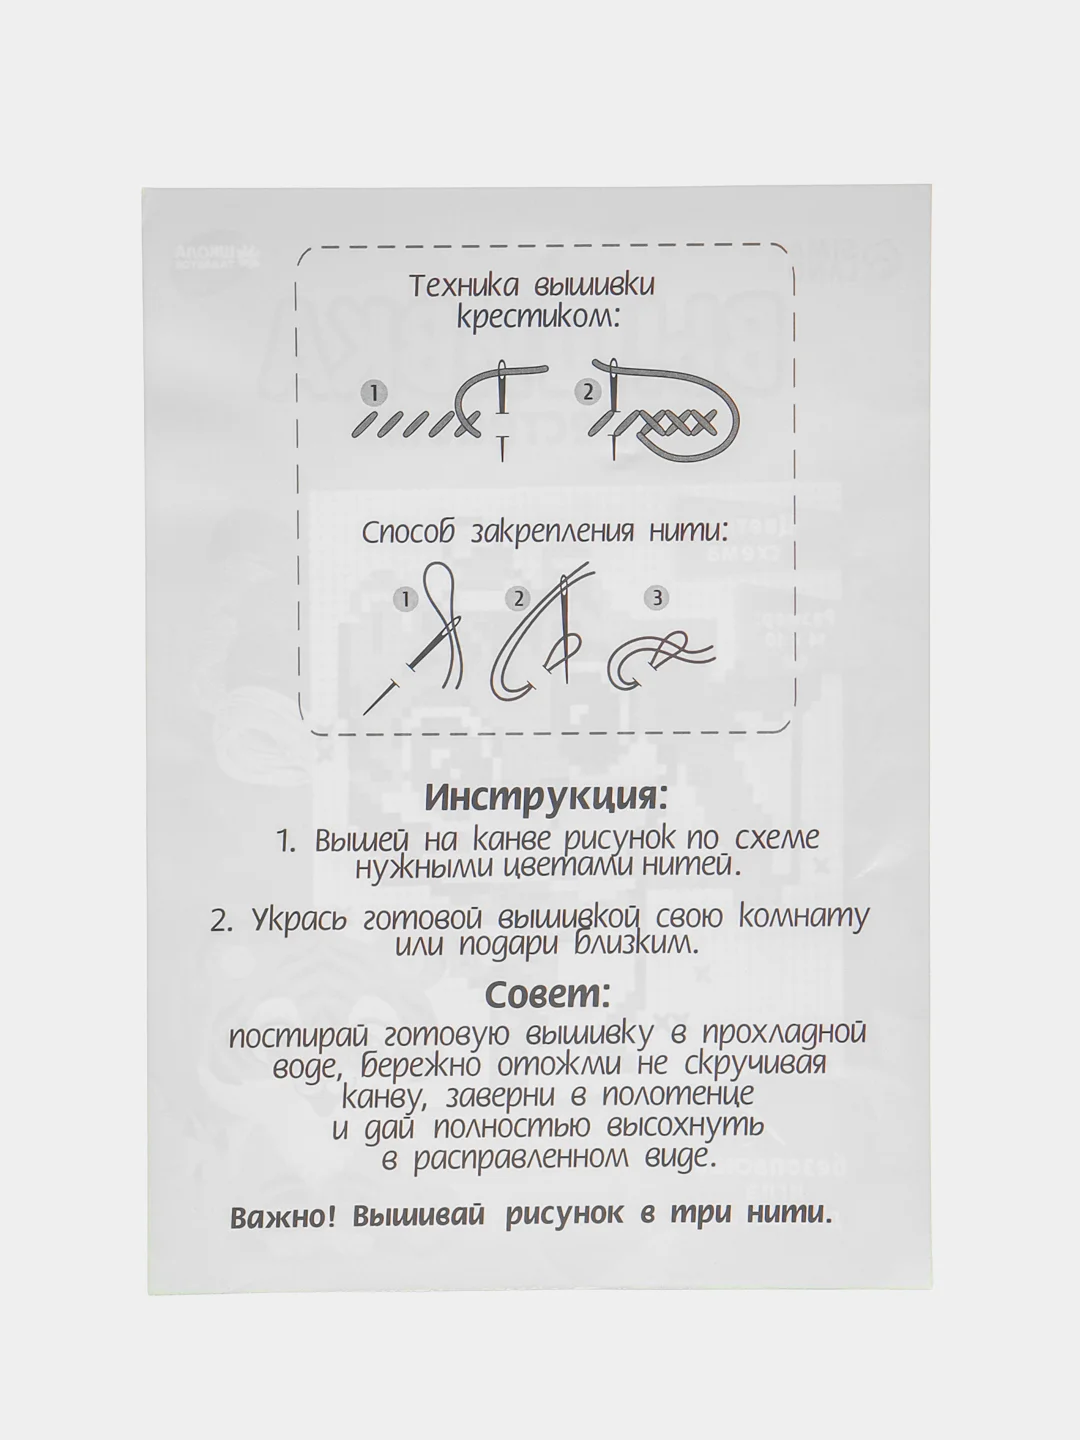 Техника вышивки
крестиком:
1
2
Способ закрепления нити:
1
2
3
Инструкция:
1. Вышей на канве рисунок по схеме
нужными цветами нитей.
2. Укрась готовой вышивкой свою комнату
или подари близким.
Совет:
постирай готовую вышивку в прохладной
воде, бережно отожми не скручивая
канву, заверни в полотенце
и дай полностью высохнуть
в расправленном виде.
Важно! Вышивай рисунок в три нити.